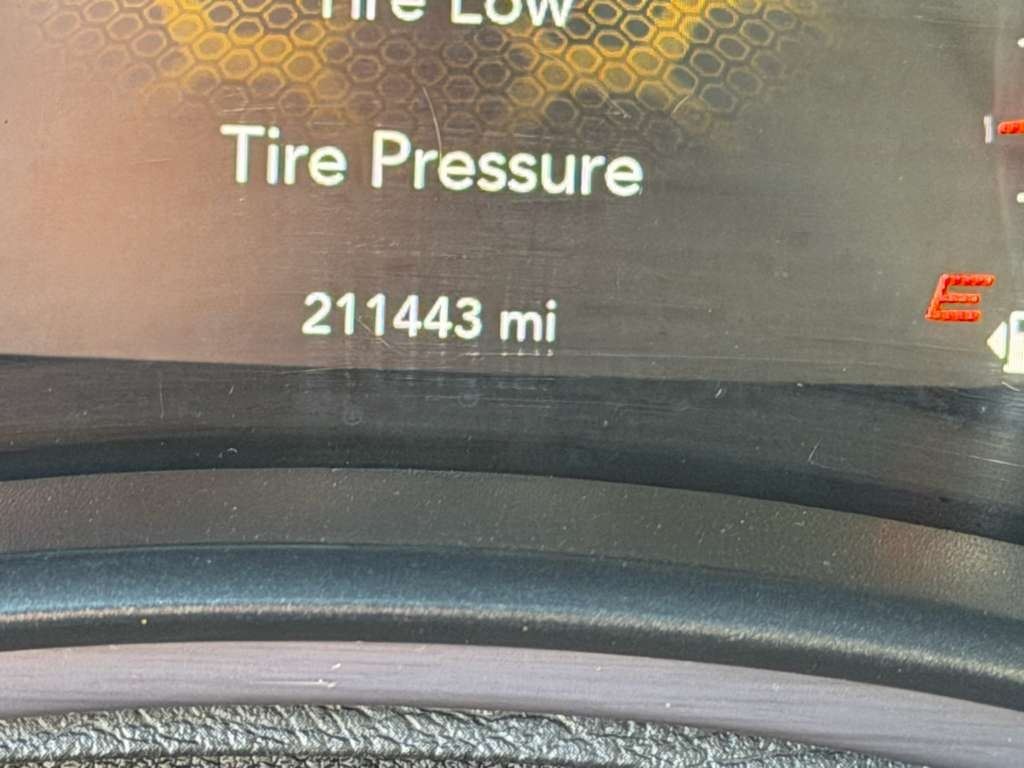 Tire Low
Tire Pressure
211443 mi
E